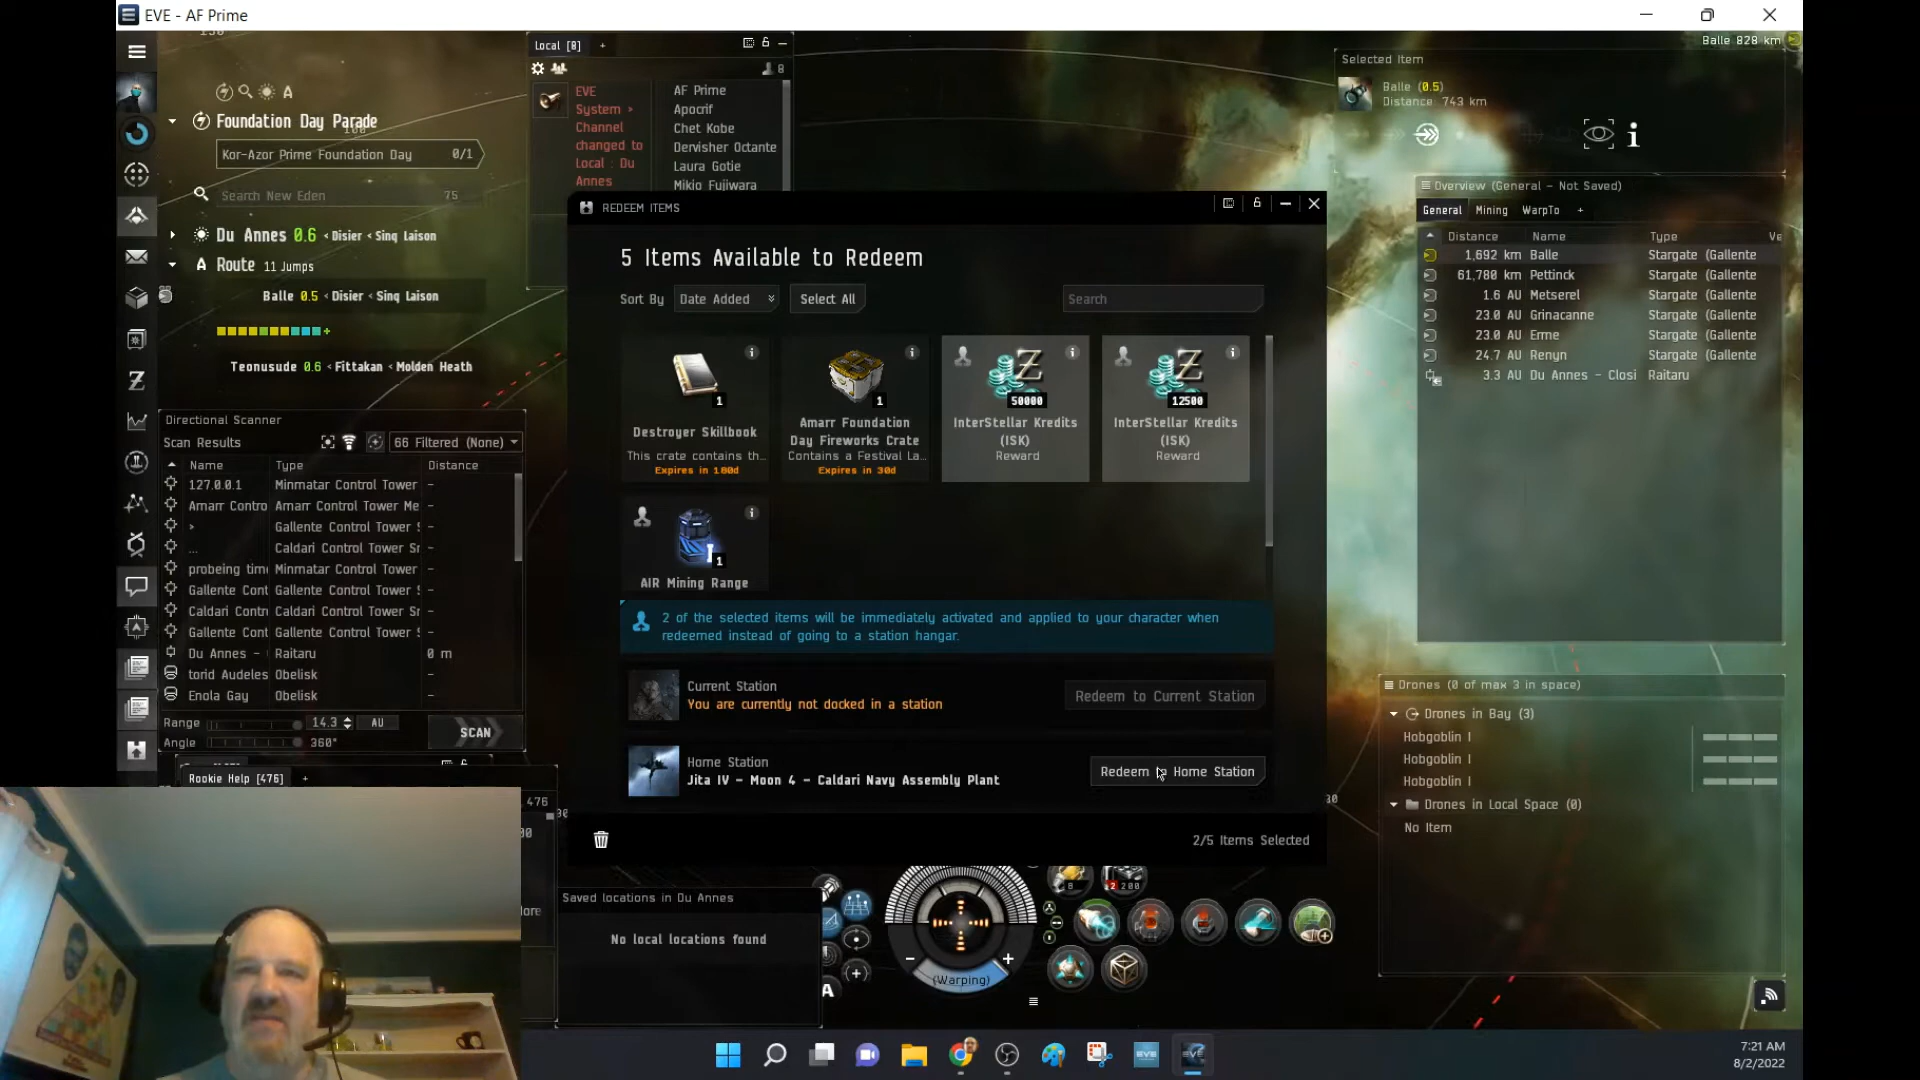 EVE - AF Prime
Balle 828 km
Foundation Day Parade
Kor-Azor Prime Foundation Day 0/1
Search New Eden 75
Du Annes 0.6 < Disier < Sinq Laison
Route 11 Jumps
Balle 0.5 < Disier < Sinq Laison
Teonusude 0.6 < Fittakan < Molden Heath
Local [8]
8
EVE
System >
Channel
changed to
Local : Du
Annes
AF Prime
Apocrif
Chet Kobe
Dervisher Octante
Laura Gotie
Mikio Fujiwara
Directional Scanner
Scan Results 66 Filtered (None)
Name Type Distance
127.0.0.1 Minmatar Control Tower -
Amarr Contro Amarr Control Tower Me -
> Gallente Control Tower S -
... Caldari Control Tower Sr -
probeing tim Minmatar Control Tower -
Gallente Cont Gallente Control Tower S -
Caldari Contr Caldari Control Tower Sr -
Gallente Cont Gallente Control Tower S -
Du Annes - Raitaru 0 m
torid Audeles Obelisk -
Enola Gay Obelisk -
Range 14.3 AU SCAN
Angle 360°
Rookie Help [476]
476
REDEEM ITEMS
5 Items Available to Redeem
Sort By Date Added Select All Search
1
Destroyer Skillbook
This crate contains th...
Expires in 180d
1
Amarr Foundation
Day Fireworks Crate
Contains a Festival La...
Expires in 30d
50000
InterStellar Kredits
(ISK)
Reward
12500
InterStellar Kredits
(ISK)
Reward
1
AIR Mining Range
2 of the selected items will be immediately activated and applied to your character when
redeemed instead of going to a station hangar.
Current Station
You are currently not docked in a station
Redeem to Current Station
Home Station
Jita IV - Moon 4 - Caldari Navy Assembly Plant
Redeem Home Station
2/5 Items Selected
Saved locations in Du Annes
No local locations found
(Warping)
8
2 200
Selected Item
Balle (0.5)
Distance: 743 km
Overview (General - Not Saved)
General Mining WarpTo +
Distance Name Type Ve
1,692 km Balle Stargate (Gallente
61,780 km Pettinck Stargate (Gallente
1.6 AU Metserel Stargate (Gallente
23.0 AU Grinacanne Stargate (Gallente
23.0 AU Erme Stargate (Gallente
24.7 AU Renyn Stargate (Gallente
3.3 AU Du Annes - Closi Raitaru
Drones (0 of max 3 in space)
Drones in Bay (3)
Hobgoblin I
Hobgoblin I
Hobgoblin I
Drones in Local Space (0)
No Item
EVE
EVE
7:21 AM
8/2/2022